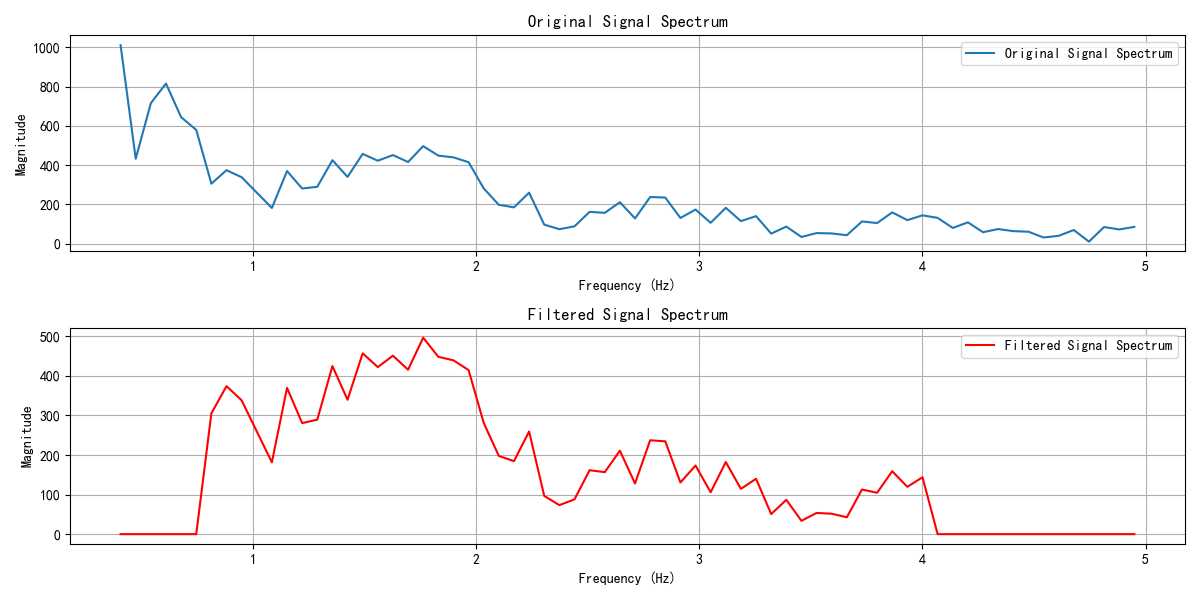 Original Signal Spectrum
1000
800
600
400
200
0
Magnitude
Original Signal Spectrum
1 2 3 4 5
Frequency (Hz)
Filtered Signal Spectrum
500
400
300
200
100
0
Magnitude
Filtered Signal Spectrum
1 2 3 4 5
Frequency (Hz)